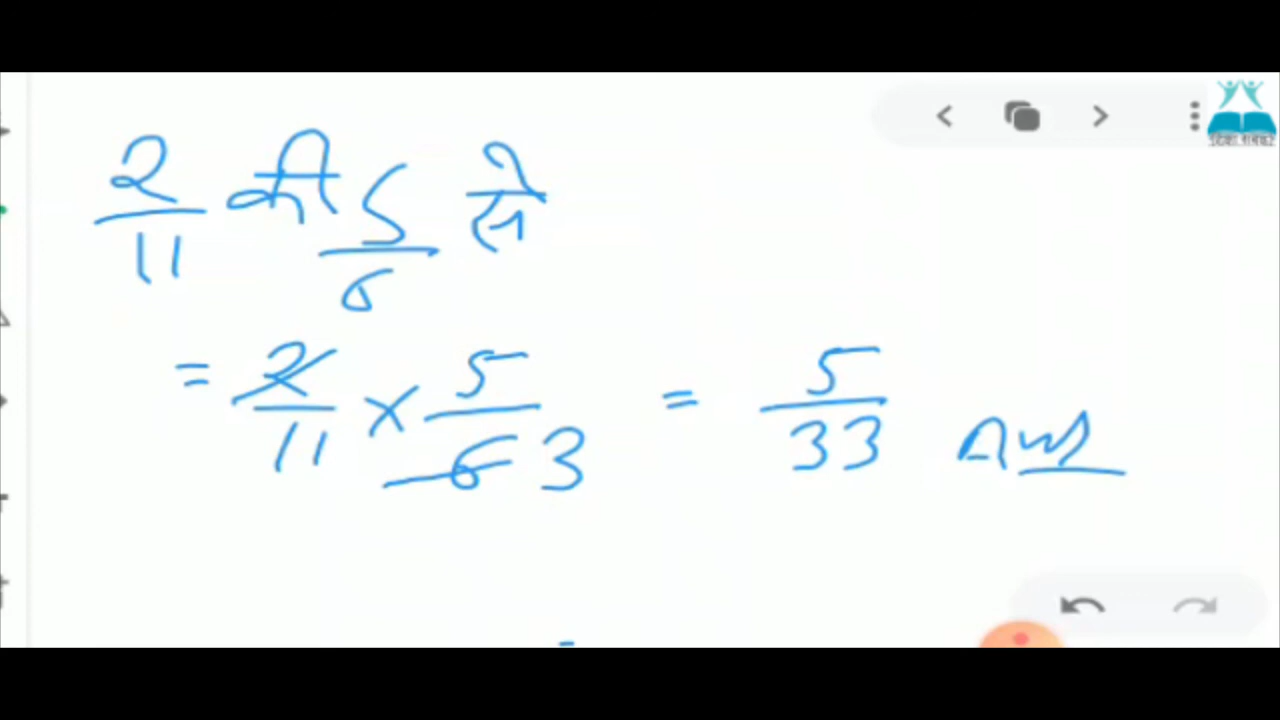 2/11 की 5/6 से
= 2/11 × 5/6 3 = 5/33 Ans